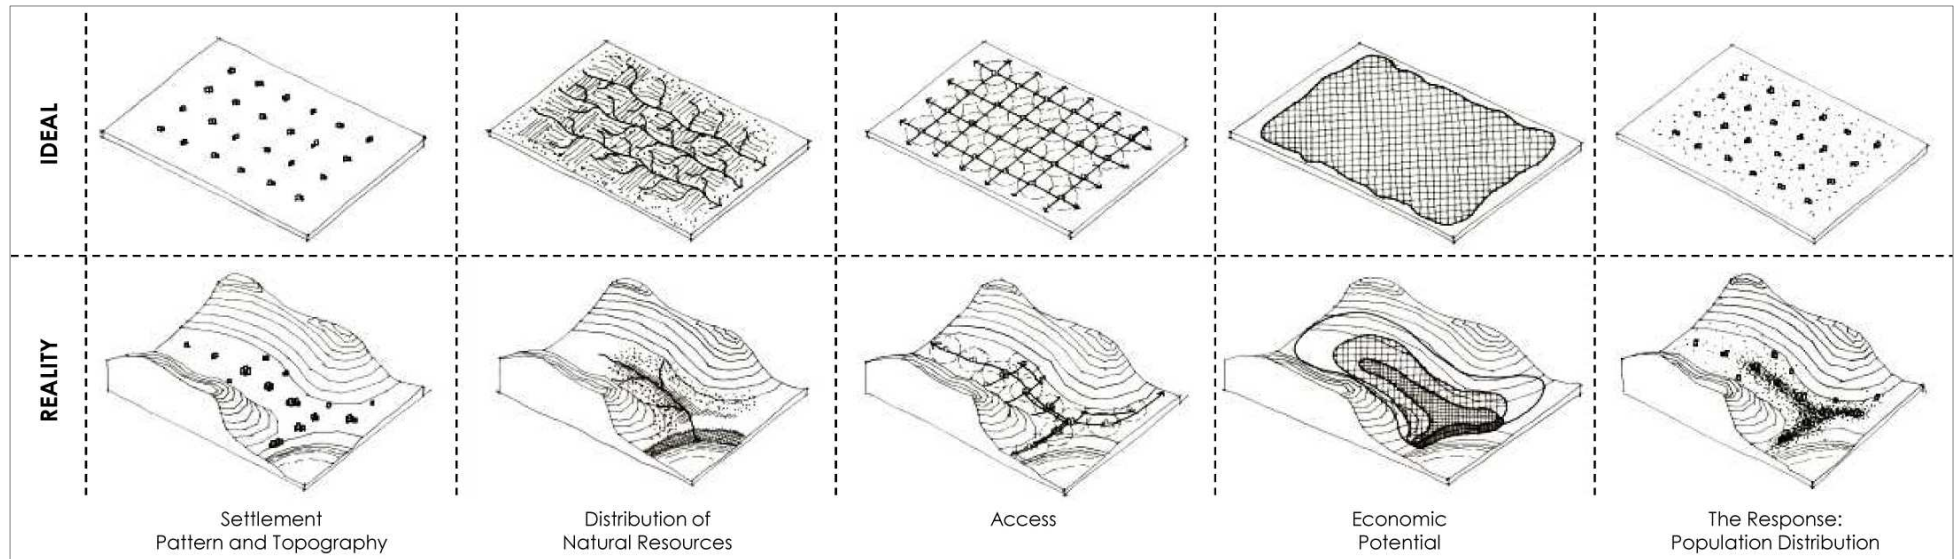 IDEAL
REALITY
Settlement
Pattern and Topography
Distribution of
Natural Resources
Access
Economic
Potential
The Response:
Population Distribution